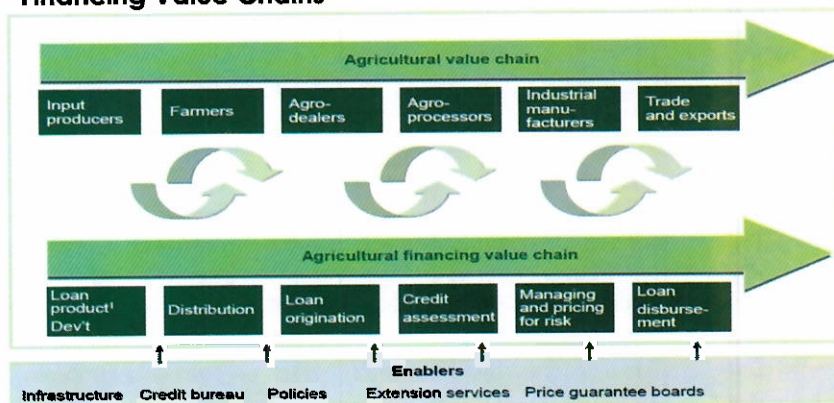 Financing Value Chains
Agricultural value chain
Input
producers
Farmers
Agro-
dealers
Agro-
processors
Industrial
manu-
facturers
Trade
and exports
Agricultural financing value chain
Loan
product¹
Dev't
Distribution
Loan
origination
Credit
assessment
Managing
and pricing
for risk
Loan
disburse-
ment
Enablers
Infrastructure Credit bureau Policies Extension services Price guarantee boards